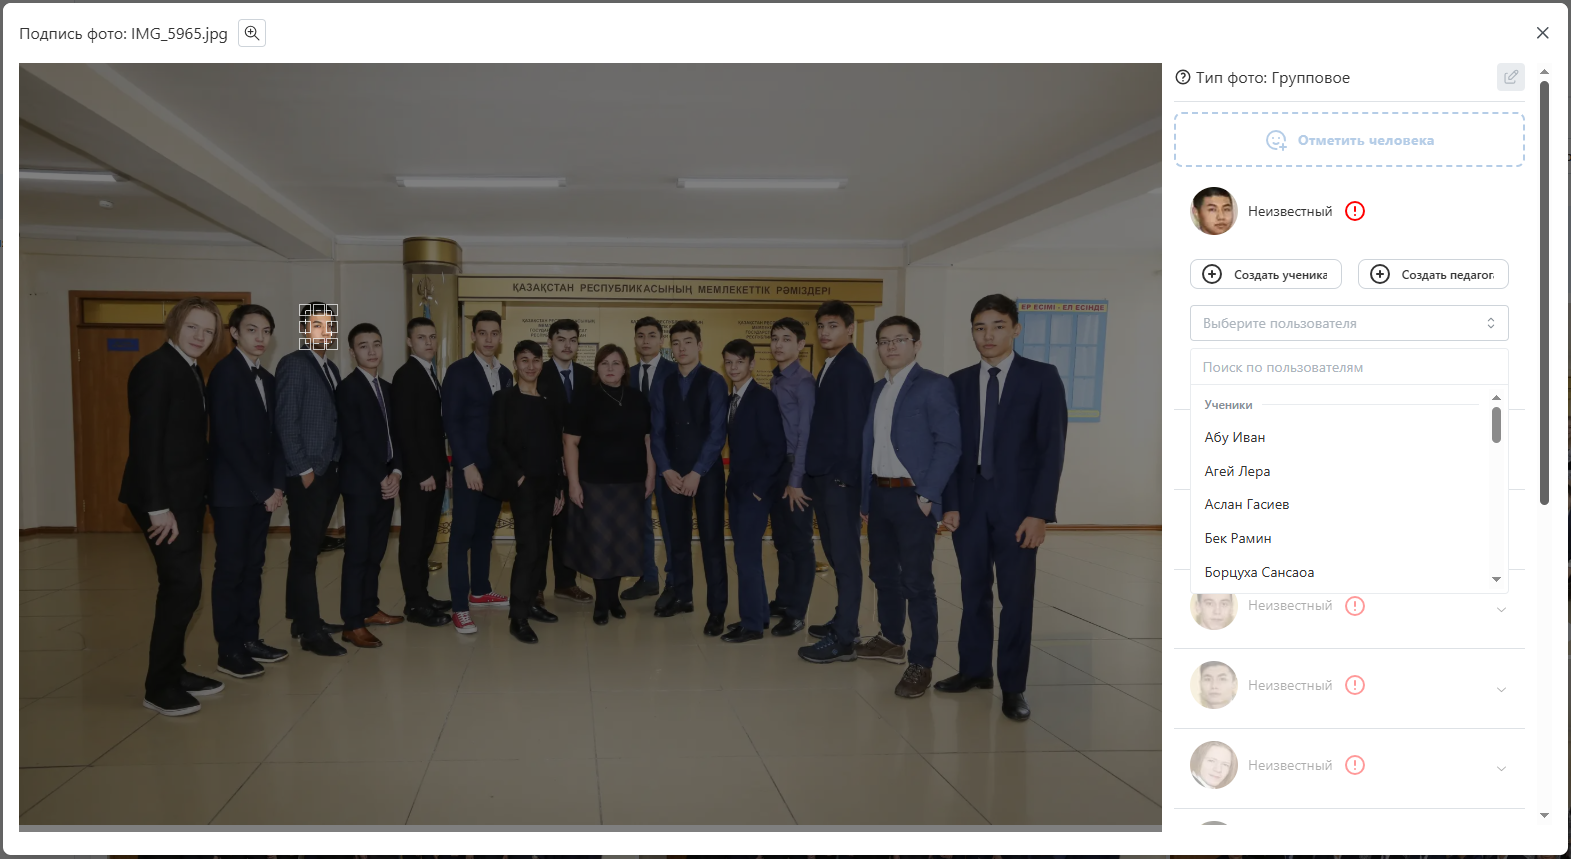 Подпись фото: IMG_5965.jpg
Тип фото: Групповое
Отметить человека
Неизвестный
Создать ученика
Создать педагога
Выберите пользователя
Поиск по пользователям
Ученики
Абу Иван
Агей Лера
Аслан Гасиев
Бек Рамин
Борцуха Сансаоа
Неизвестный
Неизвестный
Неизвестный
ҚАЗАҚСТАН РЕСПУБЛИКАСЫНЫҢ МЕМЛЕКЕТТІК РӘМІЗДЕРІ
ЕР ЕСІМІ - ЕЛ ЕСІНДЕ